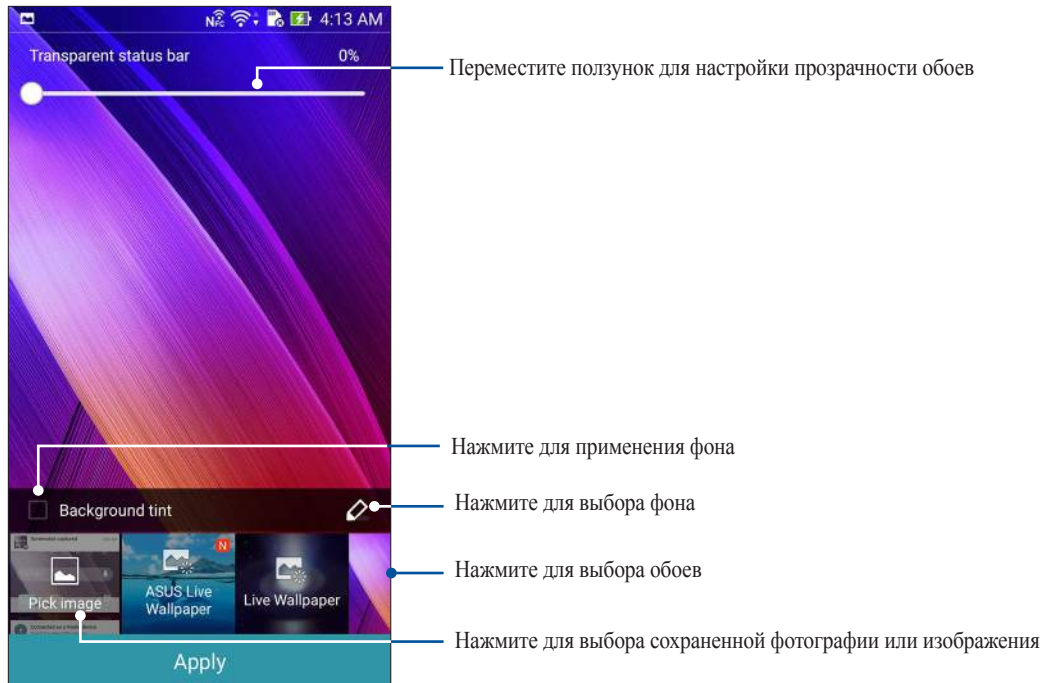 NFC 4:13 AM
Transparent status bar 0%
Переместите ползунок для настройки прозрачности обоев
Нажмите для применения фона
Background tint
Нажмите для выбора фона
N
Pick image
ASUS Live
Wallpaper
Live Wallpaper
Нажмите для выбора обоев
Нажмите для выбора сохраненной фотографии или изображения
Apply